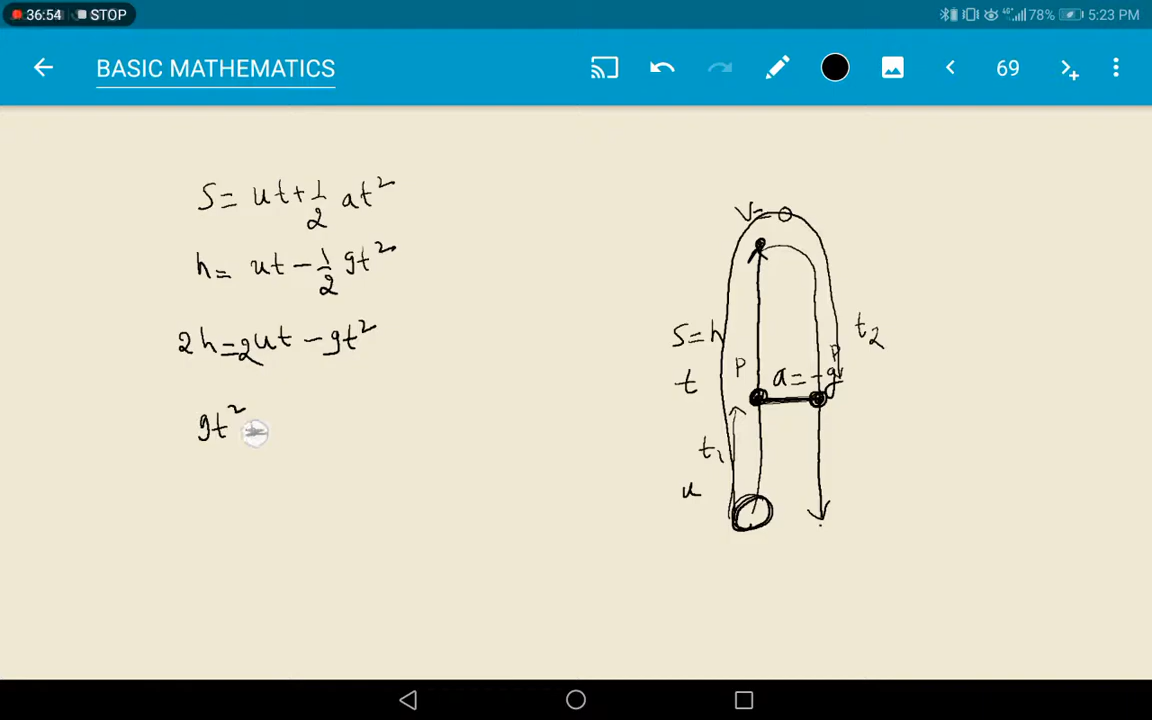 36:54 STOP 4G 78% 5:23 PM
BASIC MATHEMATICS 69
S= ut+1/2 at²
h= ut-1/2 gt²
2h=2ut-gt²
gt²
V=0
S=h
t
P
a=-g
P
t₂
t₁
u